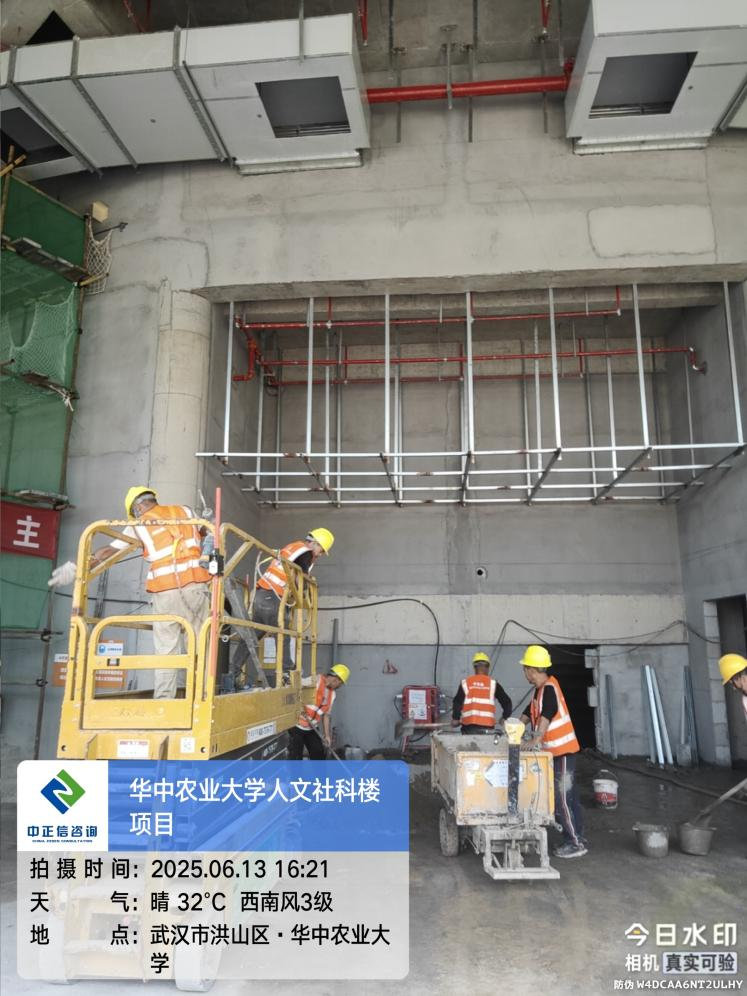 主
中正信咨询
CHINA ZHXIN CONSULTATION
华中农业大学人文社科楼
项目
拍摄时间：2025.06.13 16:21
天气：晴 32℃ 西南风3级
地点：武汉市洪山区·华中农业大
学
今日水印
相机 真实可验
防伪 W4DCAA6NT2ULHY